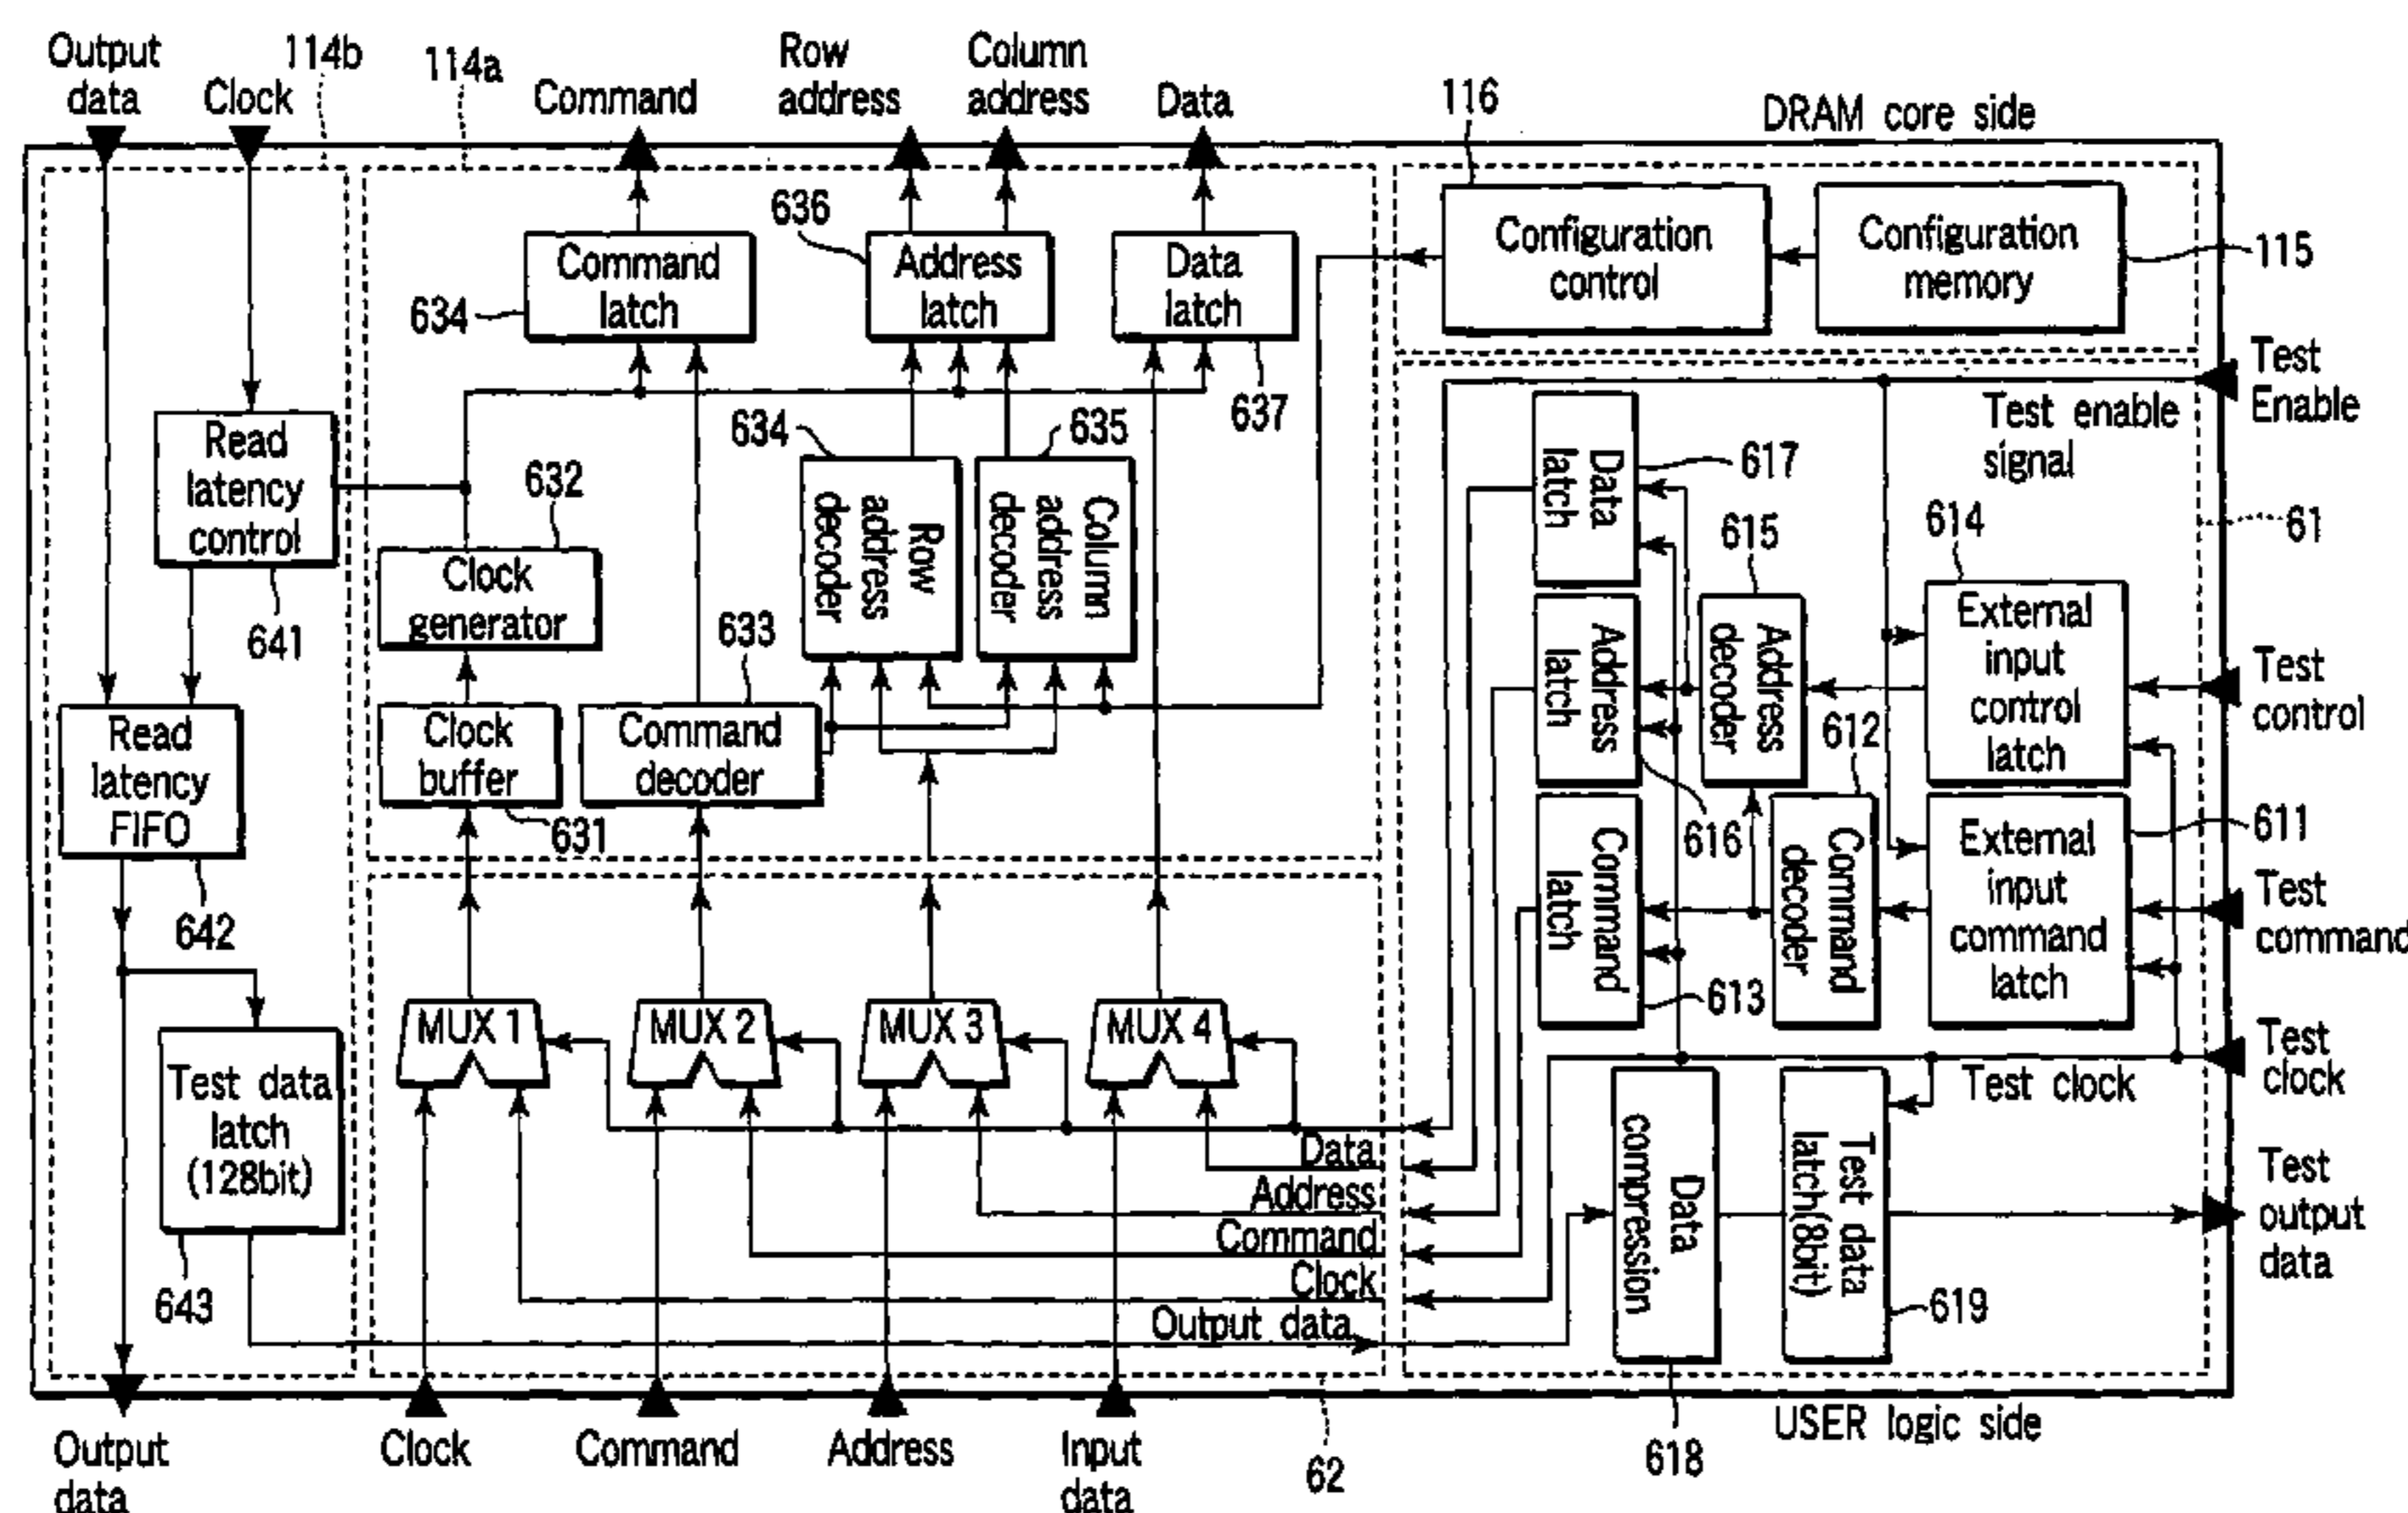 Output
data
Clock
114b
114a
Command
Row
address
Column
address
Data
116
DRAM core side
636
Command
latch
634
Address
latch
Data
latch
637
Configuration
control
Configuration
memory
115
Test
Enable
Test enable
signal
Read
latency
control
641
632
Clock
generator
634
Row
address
decoder
635
Column
address
decoder
633
Data
latch
617
615
614
61
Address
latch
616
Address
decoder
612
External
input
control
latch
Test
control
Read
latency
FIFO
642
Clock
buffer
631
Command
decoder
Command
latch
613
Command
decoder
External
input
command
latch
611
Test
command
MUX 1
MUX 2
MUX 3
MUX 4
Test
clock
Test clock
Test data
latch
(128bit)
643
Data
Address
Command
Clock
Output data
Data
compression
618
Test data
latch(8bit)
619
Test
output
data
USER logic side
Output
data
Clock
Command
Address
Input
data
62